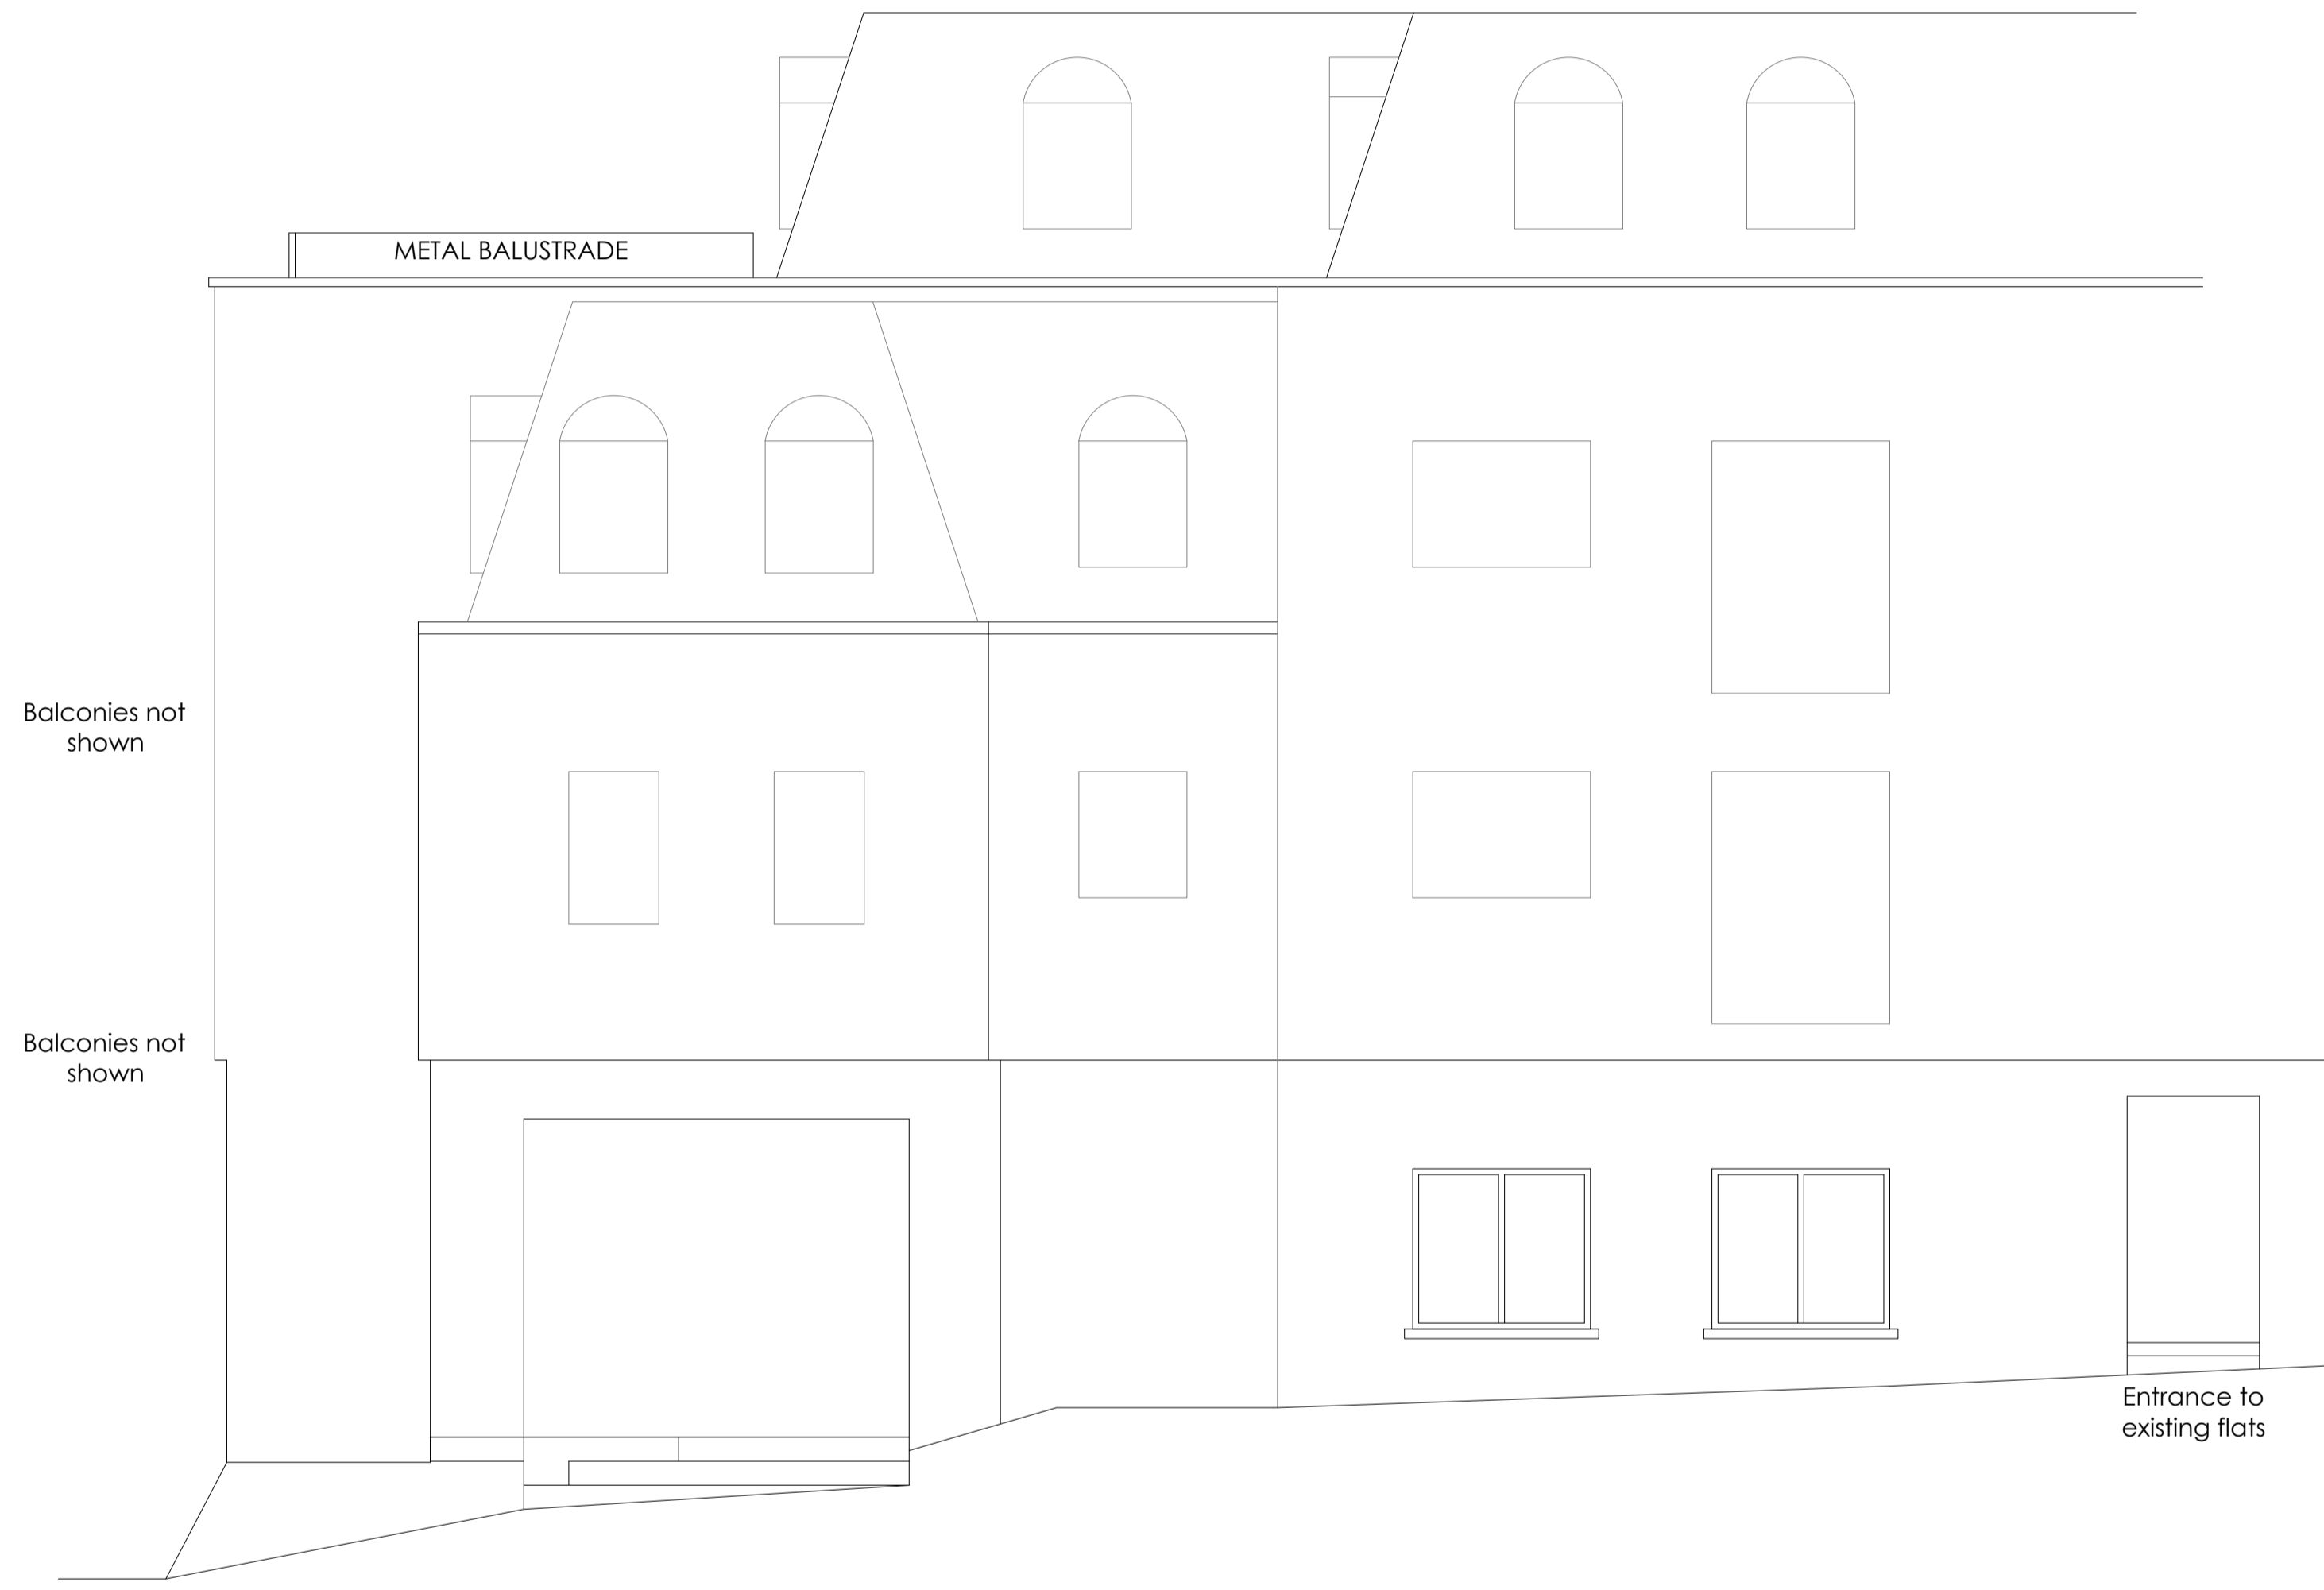 METAL BALUSTRADE
Balconies not
shown
Balconies not
shown
Entrance to
existing flats